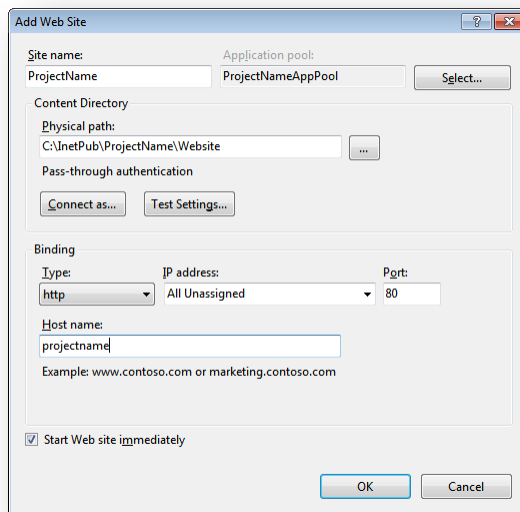 Add Web Site
Site name:
Application pool:
ProjectName
ProjectNameAppPool
Select...
Content Directory
Physical path:
C:\InetPub\ProjectName\Website
...
Pass-through authentication
Connect as...
Test Settings...
Binding
Type:
IP address:
Port:
http
All Unassigned
80
Host name:
projectname
Example: www.contoso.com or marketing.contoso.com
Start Web site immediately
OK
Cancel